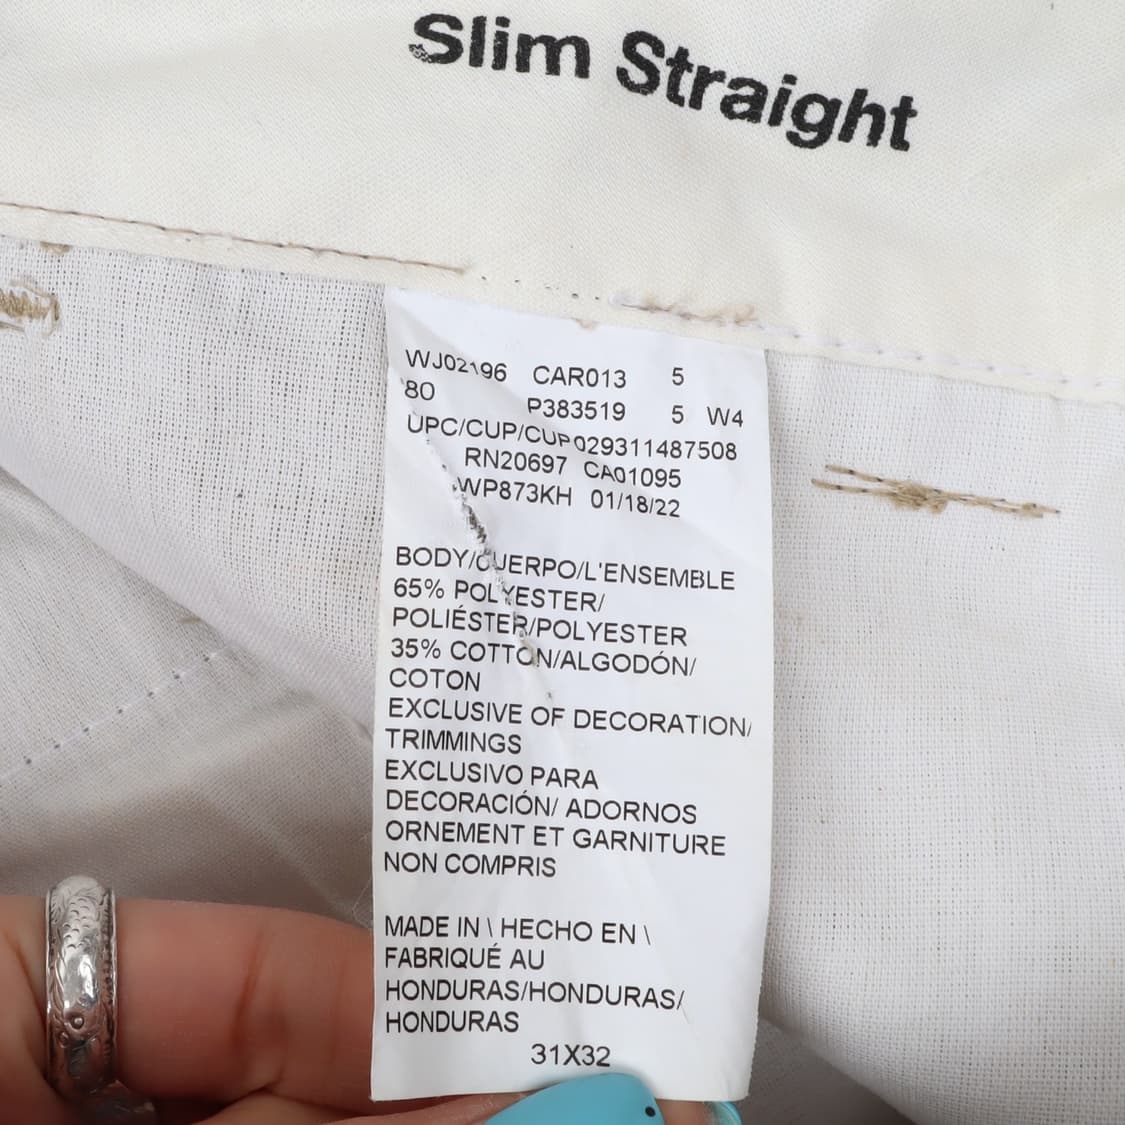 Slim Straight
WJ02196 CAR013 5
80 P383519 5 W4
UPC/CUP/CUP029311487508
RN20697 CA01095
WP873KH 01/18/22
BODY/CUERPO/L'ENSEMBLE
65% POLYESTER/
POLIÉSTER/POLYESTER
35% COTTON/ALGODÓN/
COTON
EXCLUSIVE OF DECORATION/
TRIMMINGS
EXCLUSIVO PARA
DECORACIÓN/ ADORNOS
ORNEMENT ET GARNITURE
NON COMPRIS
MADE IN \ HECHO EN \
FABRIQUÉ AU
HONDURAS/HONDURAS/
HONDURAS
31X32